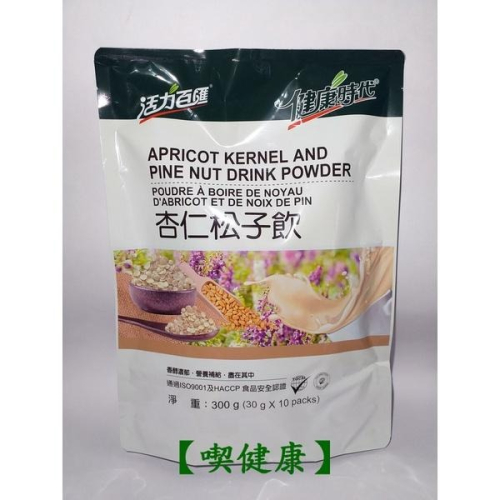 活力百匯
健康時代
APRICOT KERNEL AND
PINE NUT DRINK POWDER
POUDRE À BOIRE DE NOYAU
D'ABRICOT ET DE NOIX DE PIN
杏仁松子飲
香醇濃郁、營養補給，盡在其中
通過ISO9001及HACCP 食品安全認證
淨 重：300 g (30 g X 10 packs)
【喫健康】